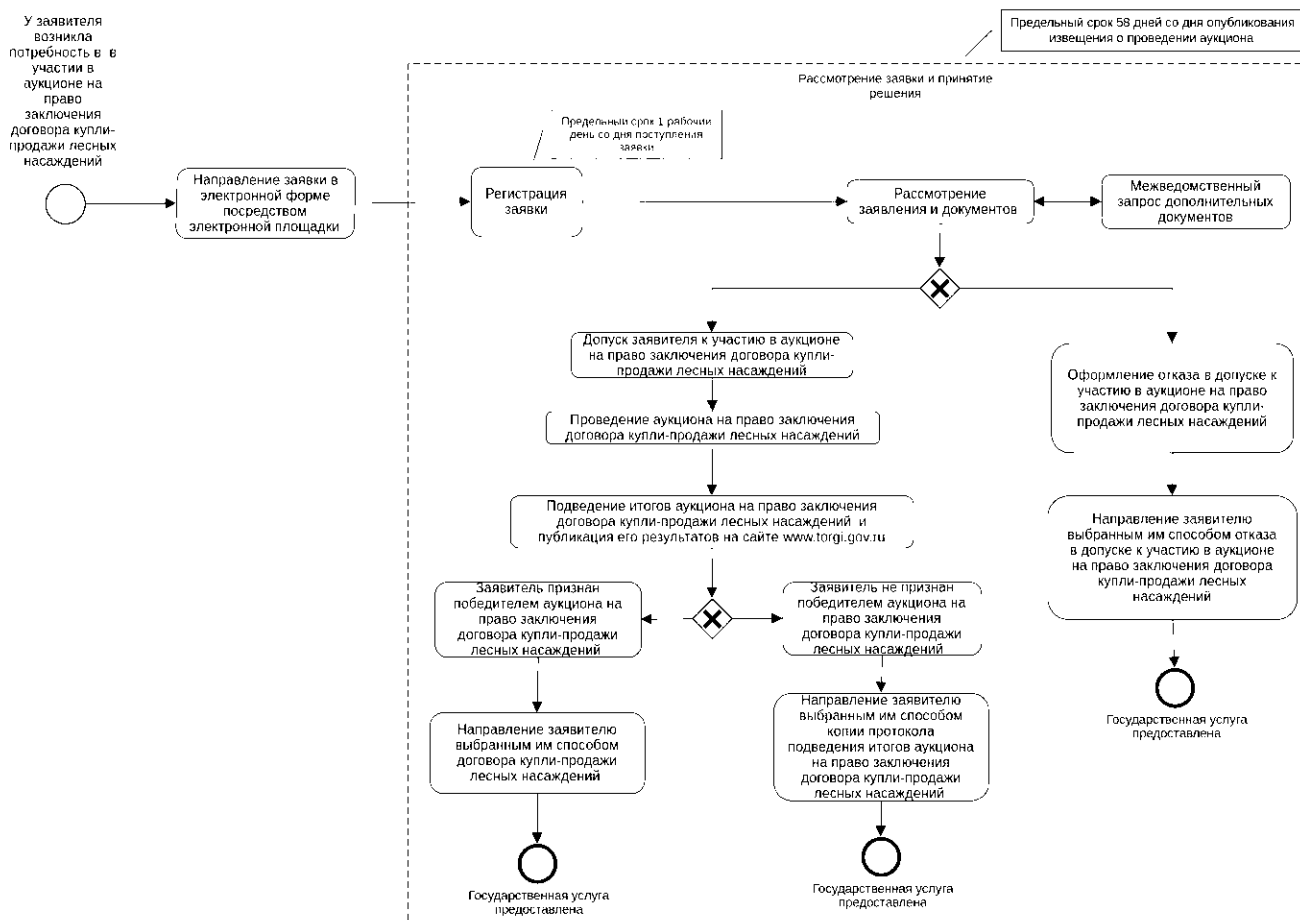 У заявителя
возникла
потребность в  в
участии в
аукционе на
право
заключения
договора купли-
продажи лесных
насаждений
Предельный срок 58 дней со дня опубликования
извещения о проведении аукциона
Рассмотрение заявки и принятие
решения
Предельный срок 1 рабочий
день со дня поступления
заявки
Направление заявки в
электронной форме
посредством
электронной площадки
Регистрация
заявки
Рассмотрение
заявления и документов
Межведомственный
запрос дополнительных
документов
Допуск заявителя к участию в аукционе
на право заключения договора купли-
продажи лесных насаждений
Оформление отказа в допуске к
участию в аукционе на право
заключения договора купли-
продажи лесных насаждений
Проведение аукциона на право заключения
договора купли-продажи лесных насаждений
Подведение итогов аукциона на право заключения
договора купли-продажи лесных насаждений  и
публикация его результатов на сайте www.torgi.gov.ru
Направление заявителю
выбранным им способом отказа
в допуске к участию в аукционе
на право заключения договора
купли-продажи лесных
насаждений
Заявитель признан
победителем аукциона на
право заключения
договора купли-продажи
лесных насаждений
Заявитель не признан
победителем аукциона на
право заключения
договора купли-продажи
лесных насаждений
Направление заявителю
выбранным им способом
договора купли-продажи
лесных насаждений
Направление заявителю
выбранным им способом
копии протокола
подведения итогов аукциона
на право заключения
договора купли-продажи
лесных насаждений
Государственная услуга
предоставлена
Государственная услуга
предоставлена
Государственная услуга
предоставлена